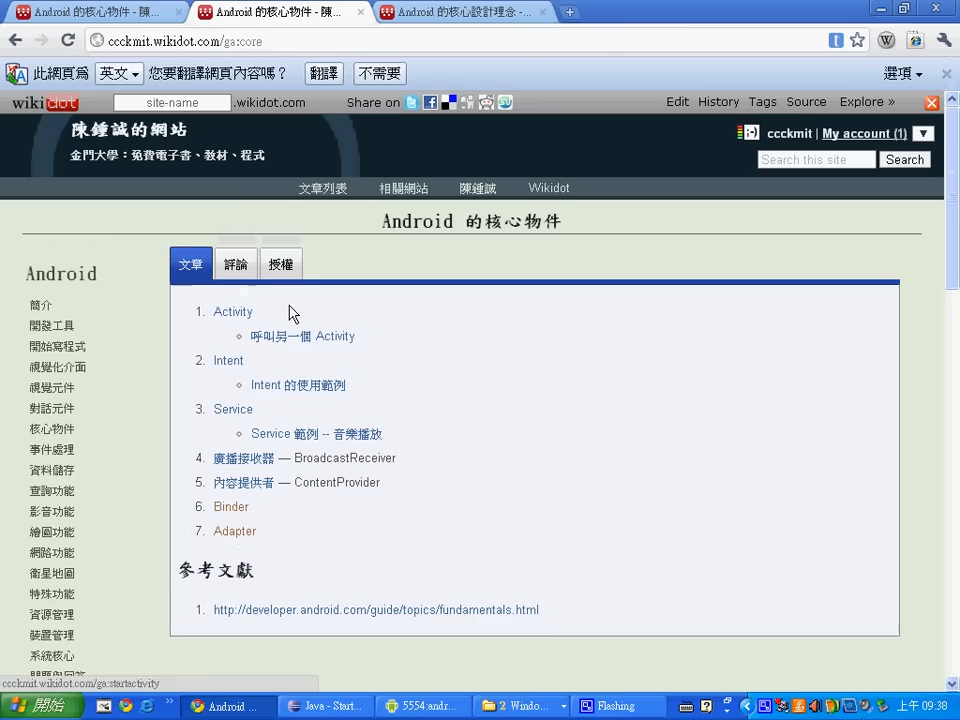 Android 的核心物件 - 陳...
Android 的核心物件 - 陳...
Android 的核心設計理念 -...
ccckmit.wikidot.com/ga:core
此網頁為 英文 您要翻譯網頁內容嗎？ 翻譯 不需要 選項
wikidot site-name .wikidot.com Share on Edit History Tags Source Explore »
陳鍾誠的網站
金門大學：免費電子書、教材、程式
ccckmit | My account (1) ▼
Search this site Search
文章列表 相關網站 陳鍾誠 Wikidot
Android 的核心物件
Android
簡介
開發工具
開始寫程式
視覺化介面
視覺元件
對話元件
核心物件
事件處理
資料儲存
查詢功能
影音功能
繪圖功能
網路功能
衛星地圖
特殊功能
資源管理
裝置管理
系統核心
文章 評論 授權
1. Activity
呼叫另一個 Activity
2. Intent
Intent 的使用範例
3. Service
Service 範例 -- 音樂播放
4. 廣播接收器 — BroadcastReceiver
5. 內容提供者 — ContentProvider
6. Binder
7. Adapter
參考文獻
1. http://developer.android.com/guide/topics/fundamentals.html
ccckmit.wikidot.com/ga:startactivity
開始 Android ... Java - Start... 5554:andr... 2 Windo... Flashing 上午 09:38